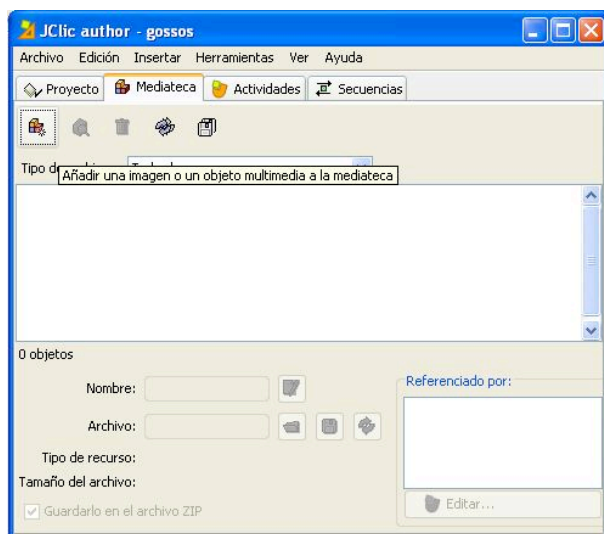 JClic author - gossos
Archivo Edición Insertar Herramientas Ver Ayuda
Proyecto Mediateca Actividades Secuencias
Tipo d
Añadir una imagen o un objeto multimedia a la mediateca
0 objetos
Nombre:
Referenciado por:
Archivo:
Tipo de recurso:
Tamaño del archivo:
Guardarlo en el archivo ZIP
Editar...